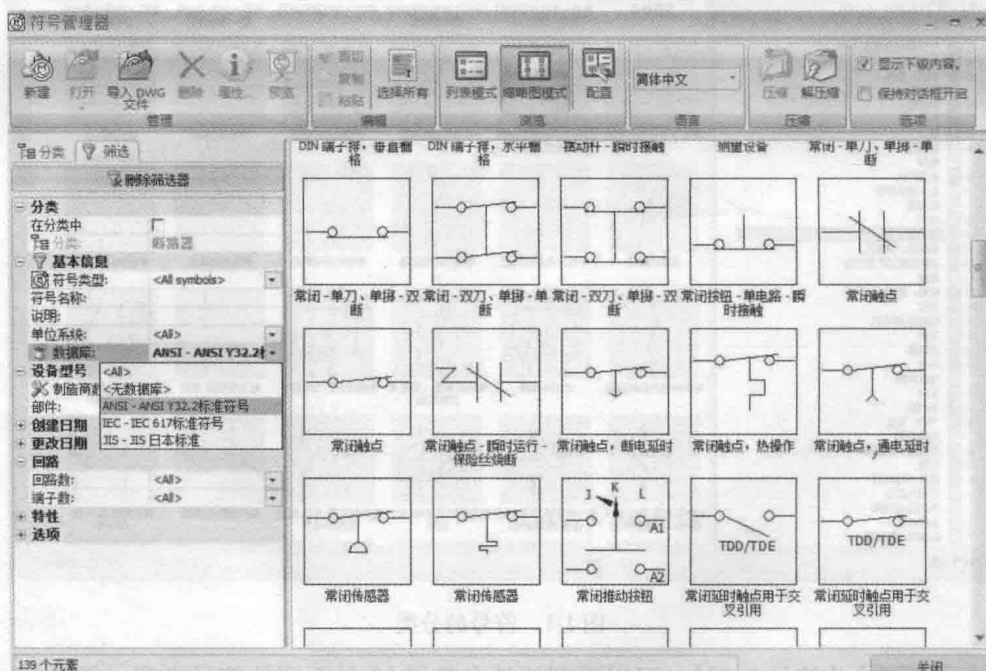 符号管理器
新建
打开
导入 DWG
文件
删除
属性...
预览
剪切
复制
粘贴
选择所有
列表模式
缩略图模式
配置
简体中文
压缩
解压缩
显示下级内容。
保持对话框开启
管理
编辑
浏览
语言
压缩
选项
分类
筛选
删除筛选器
分类
在分类中
分类:
断路器
基本信息
符号类型:
<All symbols>
符号名称:
说明:
单位系统:
<All>
数据库:
ANSI - ANSI Y32.2
设备型号
<All>
制造商
<无数据库>
部件:
ANSI - ANSI Y32.2标准符号
创建日期
IEC - IEC 617标准符号
更改日期
JIS - JIS 日本标准
回路
回路数:
<All>
端子数:
<All>
特性
选项
DIN 端子排，垂直栅
格
DIN 端子排，水平栅
格
摆动杆 - 瞬时接触
测量设备
常闭 - 单刀、单掷 - 单
断
常闭 - 单刀、单掷 - 双
断
常闭 - 双刀、单掷 - 单
断
常闭 - 双刀、单掷 - 双
断
常闭按钮 - 单电路 - 瞬
时接触
常闭触点
常闭触点
常闭触点 - 瞬时运行 -
保险丝烧断
常闭触点，断电延时
常闭触点，热操作
常闭触点，通电延时
J
K
L
A1
A2
TDD/TDE
TDD/TDE
常闭传感器
常闭传感器
常闭推动按钮
常闭延时触点用于交
叉引用
常闭延时触点用于交
叉引用
139 个元素
关闭